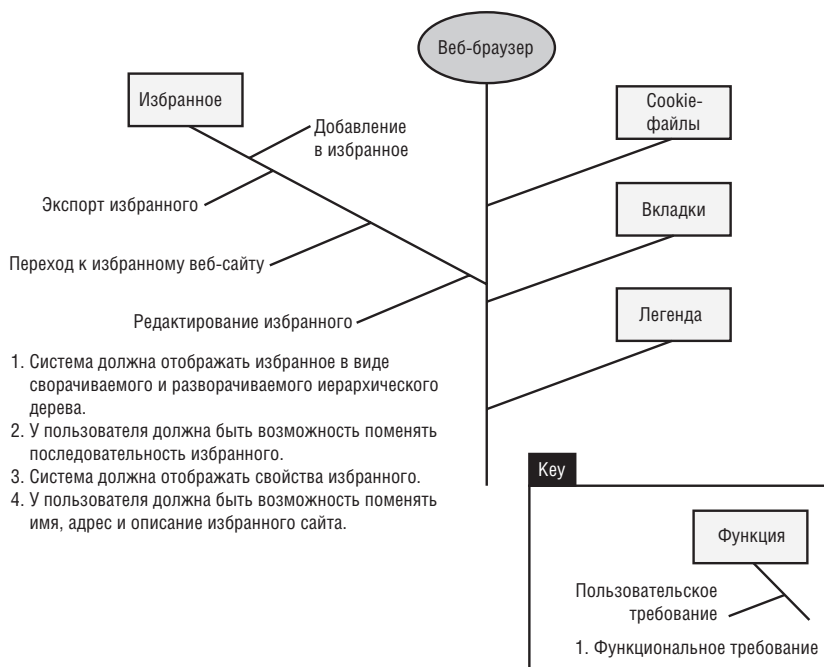 Веб-браузер
Избранное
Добавление
в избранное
Экспорт избранного
Переход к избранному веб-сайту
Редактирование избранного
Cookie-
файлы
Вкладки
Легенда
1. Система должна отображать избранное в виде
сворачиваемого и разворачиваемого иерархического
дерева.
2. У пользователя должна быть возможность поменять
последовательность избранного.
3. Система должна отображать свойства избранного.
4. У пользователя должна быть возможность поменять
имя, адрес и описание избранного сайта.
Key
Функция
Пользовательское
требование
1. Функциональное требование